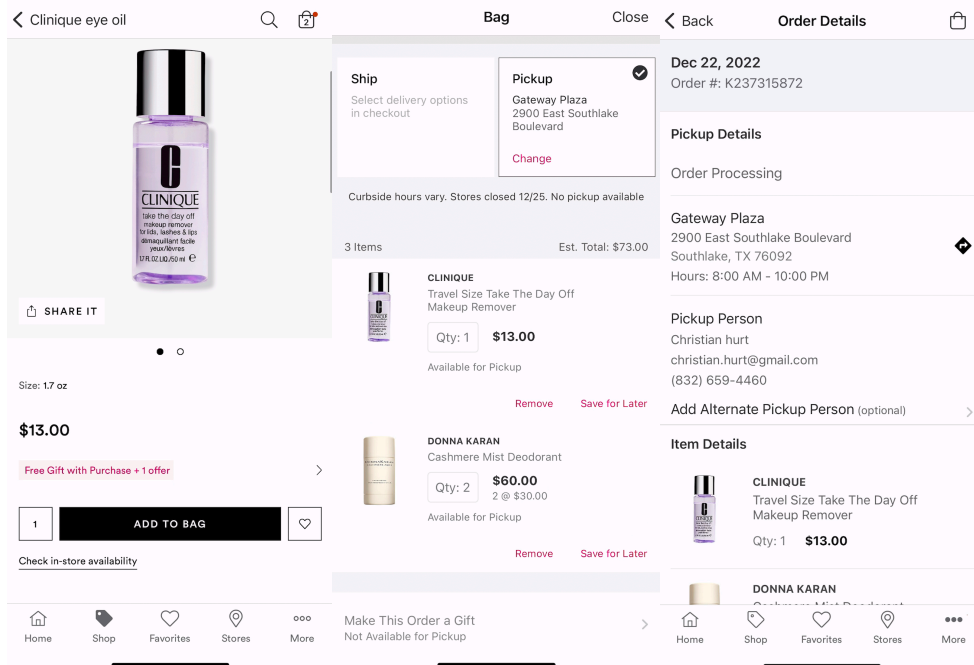 Clinique eye oil
2
CLINIQUE
take the day off
makeup remover
for lids, lashes & lips
démaquillant facile
yeux/lèvres
1.7 FL.OZ.LIQ./50 ml ℮
SHARE IT
Size: 1.7 oz
$13.00
Free Gift with Purchase + 1 offer
1
ADD TO BAG
Check in-store availability
Home
Shop
Favorites
Stores
More
Bag
Close
Ship
Select delivery options
in checkout
Pickup
Gateway Plaza
2900 East Southlake
Boulevard
Change
Curbside hours vary. Stores closed 12/25. No pickup available
3 Items
Est. Total: $73.00
CLINIQUE
Travel Size Take The Day Off
Makeup Remover
Qty: 1
$13.00
Available for Pickup
Remove
Save for Later
DONNA KARAN
Cashmere Mist Deodorant
Qty: 2
$60.00
2 @ $30.00
Available for Pickup
Remove
Save for Later
Make This Order a Gift
Not Available for Pickup
Back
Order Details
Dec 22, 2022
Order #: K237315872
Pickup Details
Order Processing
Gateway Plaza
2900 East Southlake Boulevard
Southlake, TX 76092
Hours: 8:00 AM - 10:00 PM
Pickup Person
Christian hurt
christian.hurt@gmail.com
(832) 659-4460
Add Alternate Pickup Person (optional)
Item Details
CLINIQUE
Travel Size Take The Day Off
Makeup Remover
Qty: 1
$13.00
DONNA KARAN
Cashmere Mist Deodorant
Home
Shop
Favorites
Stores
More